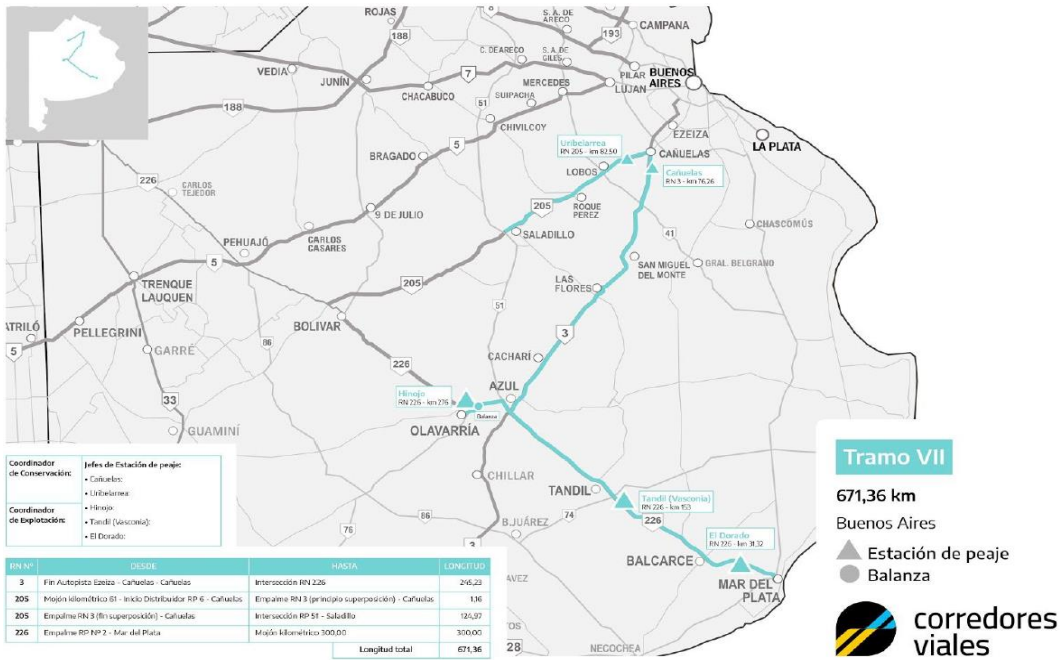 ROJAS
188
8
S. A. DE
ARECO
CAMPANA
193
C. DE ARECO
S. A. DE
GILES
VEDIA
JUNÍN
7
PILAR
BUENOS
AIRES
MERCEDES
LUJAN
CHACABUCO
SUIPACHA
51
188
CHIVILCOY
5
EZEIZA
LA PLATA
Uribelarrea
RN 205 - km 82,50
CAÑUELAS
BRAGADO
LOBOS
Cañuelas
RN 3 - km 76,26
226
CARLOS
TEJEDOR
205
ROQUE
PEREZ
9 DE JULIO
CHASCOMÚS
CARLOS
CASARES
SALADILLO
41
PEHUAJÓ
5
SAN MIGUEL
DEL MONTE
GRAL. BELGRANO
TRENQUE
LAUQUEN
205
LAS
FLORES
51
ATRILÓ
PELLEGRINI
BOLIVAR
5
GARRÉ
86
3
226
CACHARÍ
AZUL
Hinojo
RN 226 - km 276
Balanza
33
OLAVARRÍA
GUAMINÍ
CHILLAR
TANDIL
Tandil (Vasconia)
RN 226 - km 153
74
86
226
76
B.JUÁREZ
El Dorado
RN 226 - km 31,32
3
BALCARCE
MAR DEL
PLATA
AVEZ
TOS
28
NECOCHEA
Coordinador
de Conservación:
Coordinador
de Explotación:
Jefes de Estación de peaje:
• Cañuelas:
• Uribelarrea:
• Hinojo:
• Tandil (Vasconia):
• El Dorado:
RN Nº DESDE HASTA LONGITUD
3 Fin Autopista Ezeiza - Cañuelas - Cañuelas Intersección RN 226 245,23
205 Mojón kilométrico 61 - Inicio Distribuidor RP 6 - Cañuelas Empalme RN 3 (principio superposición) - Cañuelas 1,16
205 Empalme RN 3 (fin superposición) - Cañuelas Intersección RP 51 - Saladillo 124,97
226 Empalme RP Nº 2 - Mar del Plata Mojón kilométrico 300,00 300,00
Longitud total 671,36
Tramo VII
671,36 km
Buenos Aires
Estación de peaje
Balanza
corredores
viales